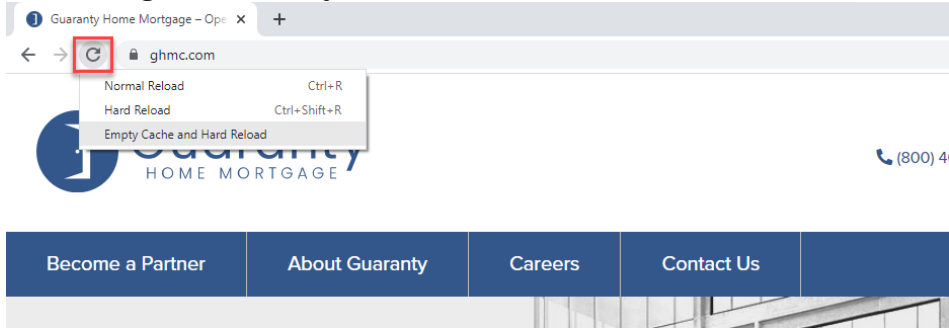 Guaranty Home Mortgage – Ope
ghmc.com
Normal Reload Ctrl+R
Hard Reload Ctrl+Shift+R
Empty Cache and Hard Reload
Guaranty
HOME MORTGAGE
(800) 4
Become a Partner About Guaranty Careers Contact Us